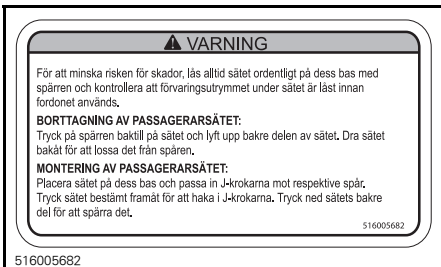 VARNING
För att minska risken för skador, lås alltid sätet ordentligt på dess bas med
spärren och kontrollera att förvaringsutrymmet under sätet är låst innan
fordonet används.
BORTTAGNING AV PASSAGERARSÄTET:
Tryck på spärren baktill på sätet och lyft upp bakre delen av sätet. Dra sätet
bakåt för att lossa det från spåren.
MONTERING AV PASSAGERARSÄTET:
Placera sätet på dess bas och passa in J-krokarna mot respektive spår.
Tryck sätet bestämt framåt för att haka i J-krokarna. Tryck ned sätets bakre
del för att spärra det.
516005682
516005682